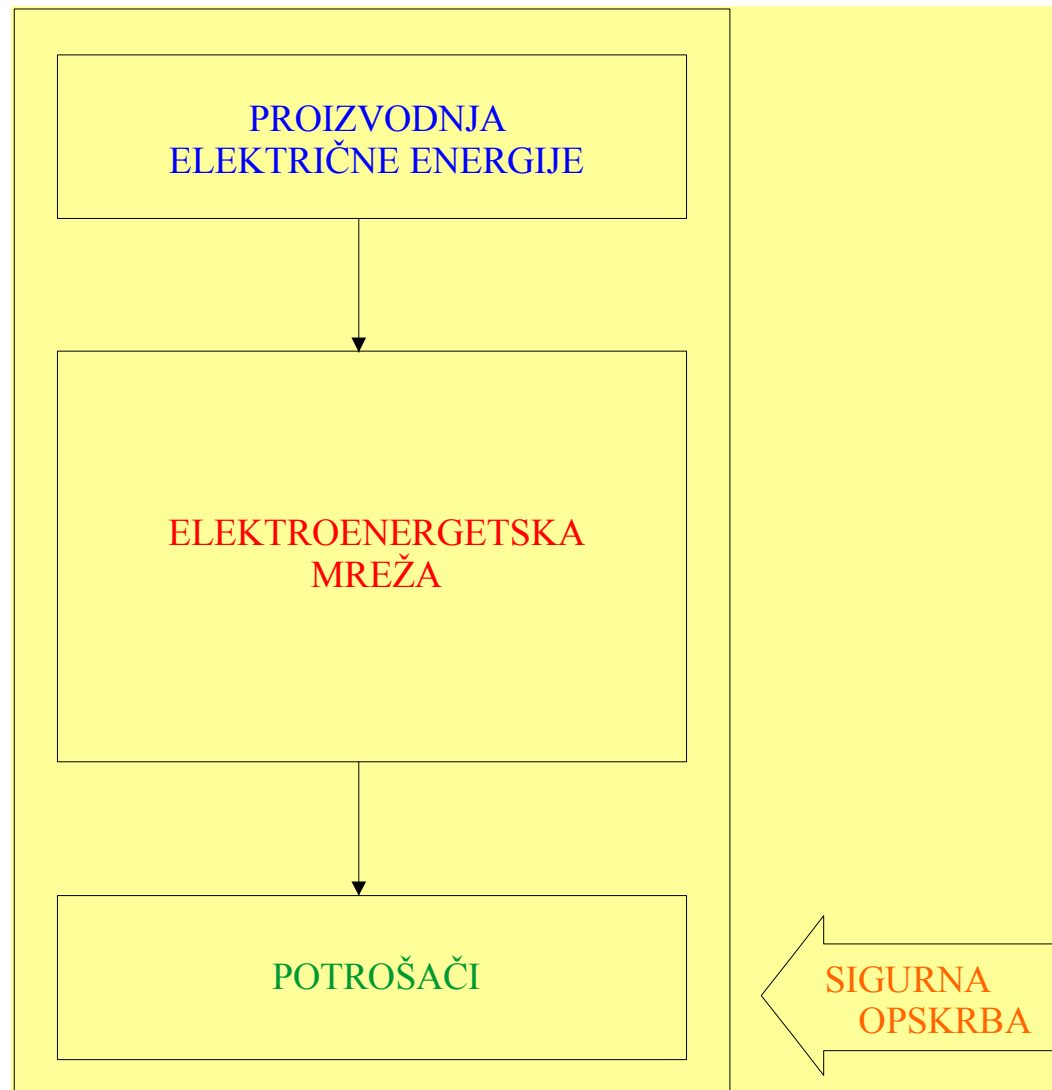 PROIZVODNJA
ELEKTRIČNE ENERGIJE
ELEKTROENERGETSKA
MREŽA
POTROŠAČI
SIGURNA
OPSKRBA